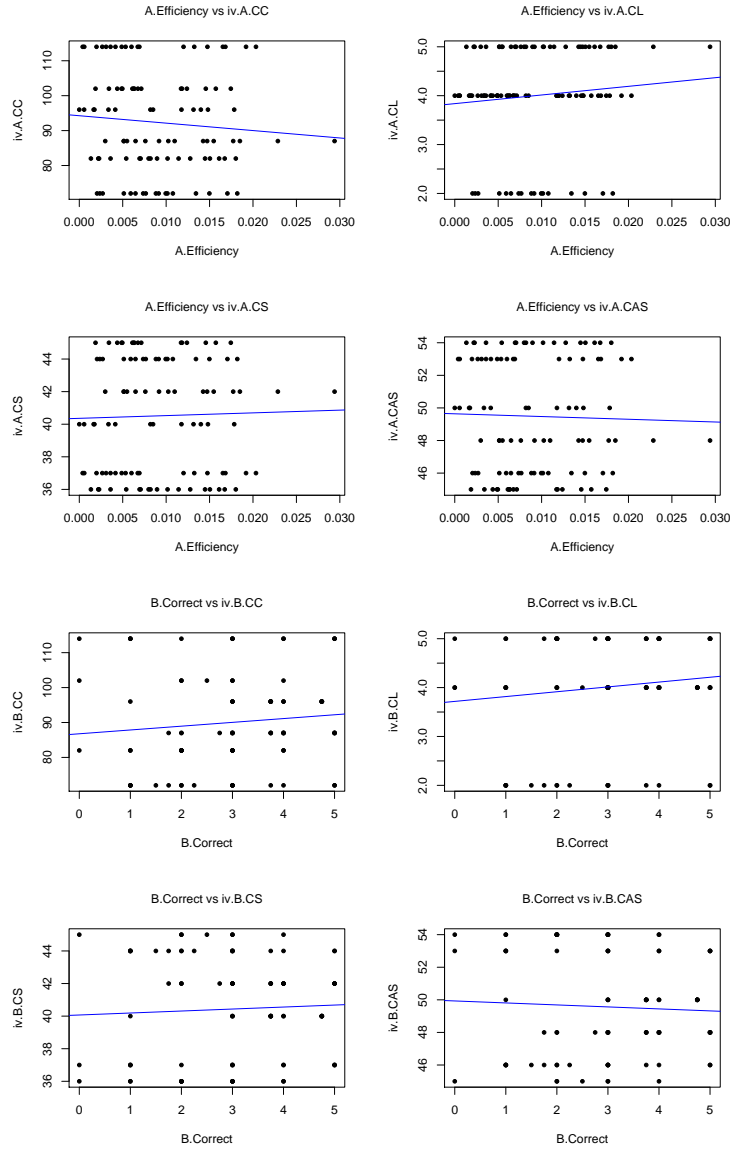 A.Efficiency vs iv.A.CC
iv.A.CC
80 90 100 110
0.000 0.005 0.010 0.015 0.020 0.025 0.030
A.Efficiency
A.Efficiency vs iv.A.CL
iv.A.CL
2.0 3.0 4.0 5.0
0.000 0.005 0.010 0.015 0.020 0.025 0.030
A.Efficiency
A.Efficiency vs iv.A.CS
iv.A.CS
36 38 40 42 44
0.000 0.005 0.010 0.015 0.020 0.025 0.030
A.Efficiency
A.Efficiency vs iv.A.CAS
iv.A.CAS
46 48 50 52 54
0.000 0.005 0.010 0.015 0.020 0.025 0.030
A.Efficiency
B.Correct vs iv.B.CC
iv.B.CC
80 90 100 110
0 1 2 3 4 5
B.Correct
B.Correct vs iv.B.CL
iv.B.CL
2.0 3.0 4.0 5.0
0 1 2 3 4 5
B.Correct
B.Correct vs iv.B.CS
iv.B.CS
36 38 40 42 44
0 1 2 3 4 5
B.Correct
B.Correct vs iv.B.CAS
iv.B.CAS
46 48 50 52 54
0 1 2 3 4 5
B.Correct